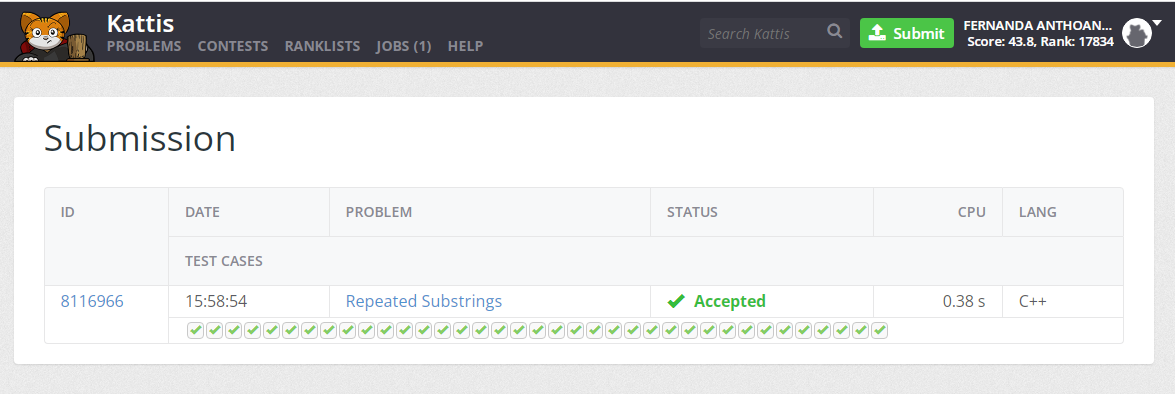 Kattis
PROBLEMS CONTESTS RANKLISTS JOBS (1) HELP
Search Kattis
Submit
FERNANDA ANTHOAN...
Score: 43.8, Rank: 17834
Submission
ID DATE PROBLEM STATUS CPU LANG
TEST CASES
8116966 15:58:54 Repeated Substrings Accepted 0.38 s C++